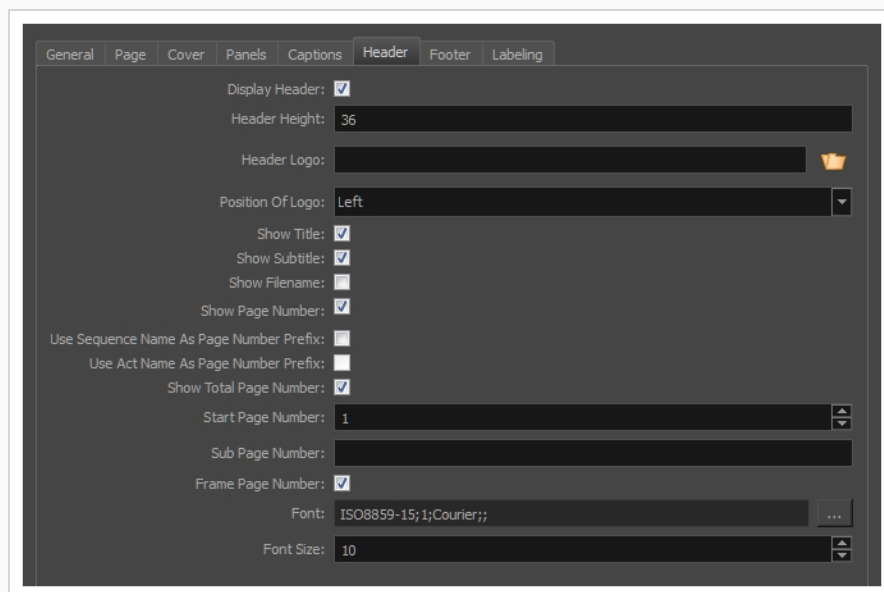 General Page Cover Panels Captions Header Footer Labeling
Display Header:
Header Height: 36
Header Logo:
Position Of Logo: Left
Show Title:
Show Subtitle:
Show Filename:
Show Page Number:
Use Sequence Name As Page Number Prefix:
Use Act Name As Page Number Prefix:
Show Total Page Number:
Start Page Number: 1
Sub Page Number:
Frame Page Number:
Font: ISO8859-15;1;Courier;; ...
Font Size: 10